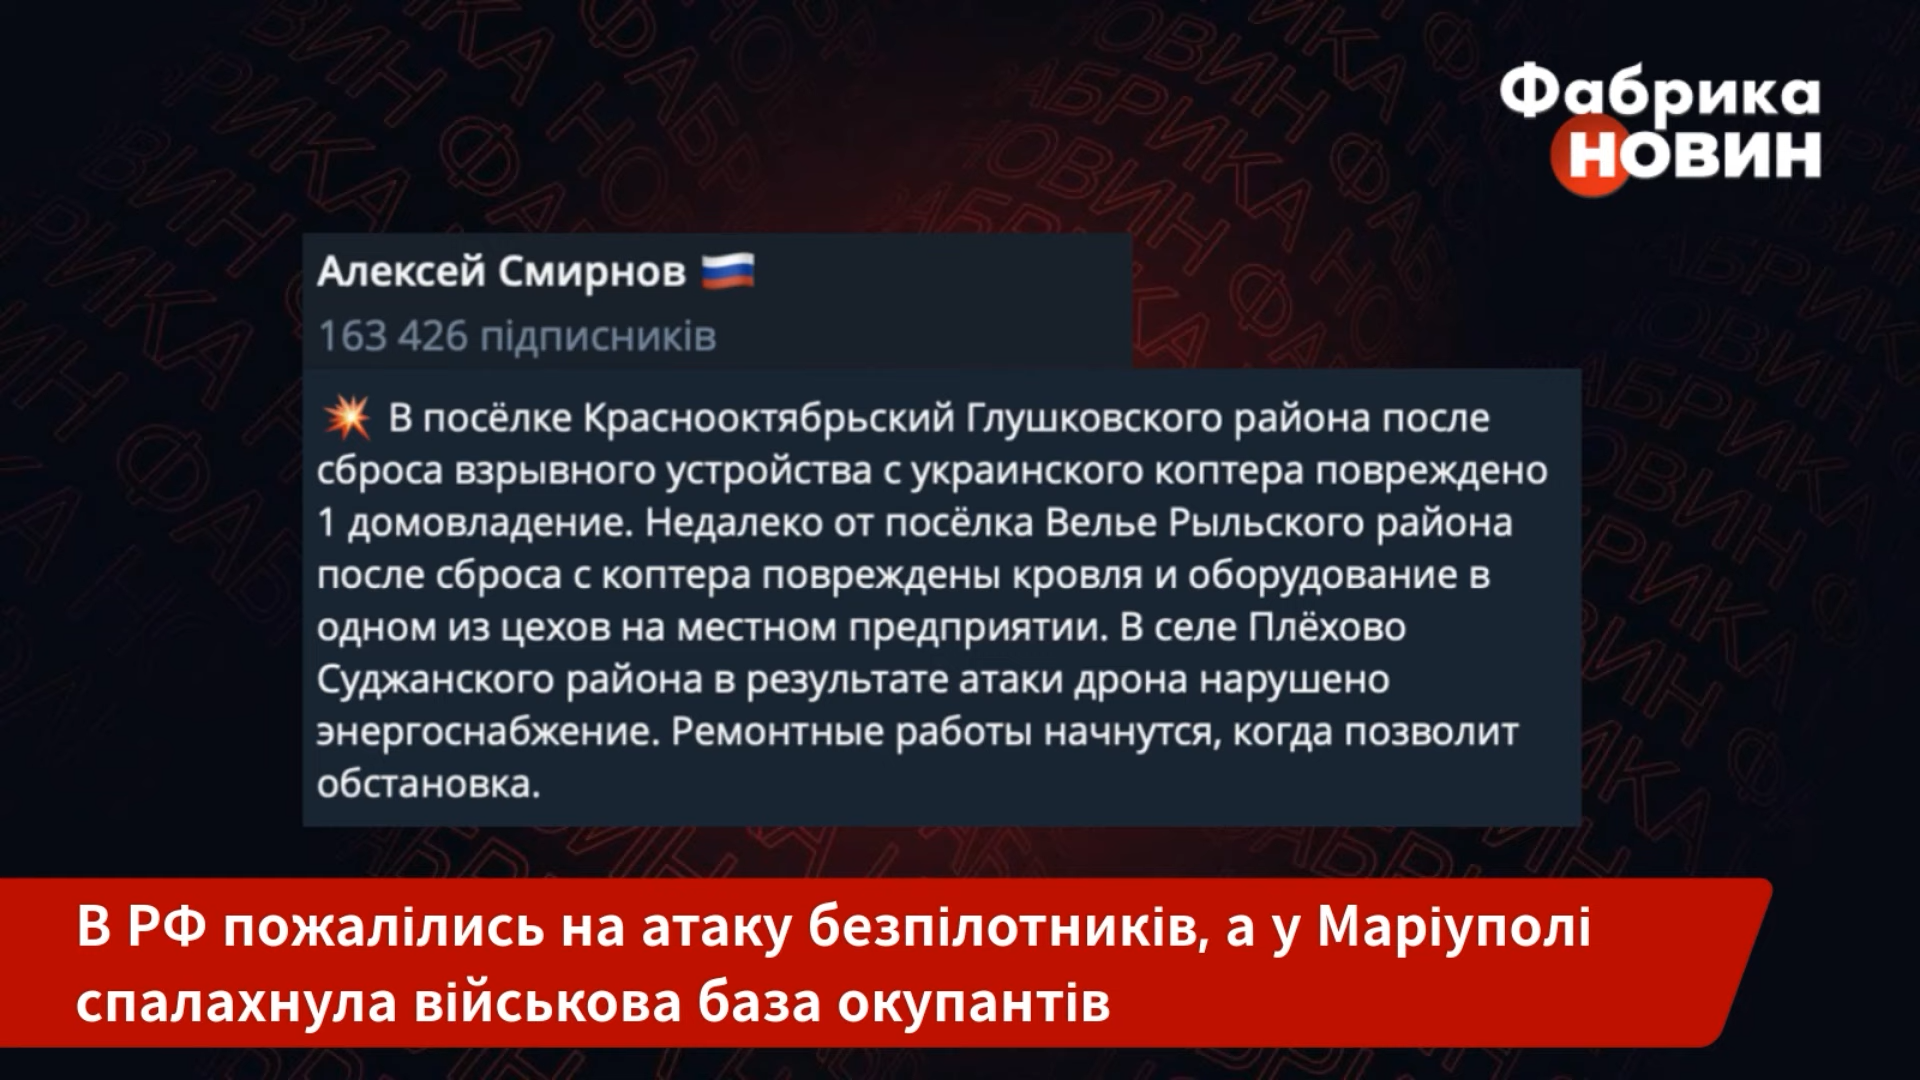 Фабрика
новин
Алексей Смирнов
163 426 підписників
В посёлке Краснооктябрьский Глушковского района после
сброса взрывного устройства с украинского коптера повреждено
1 домовладение. Недалеко от посёлка Велье Рыльского района
после сброса с коптера повреждены кровля и оборудование в
одном из цехов на местном предприятии. В селе Плёхово
Суджанского района в результате атаки дрона нарушено
энергоснабжение. Ремонтные работы начнутся, когда позволит
обстановка.
В РФ пожалілись на атаку безпілотників, а у Маріуполі
спалахнула військова база окупантів